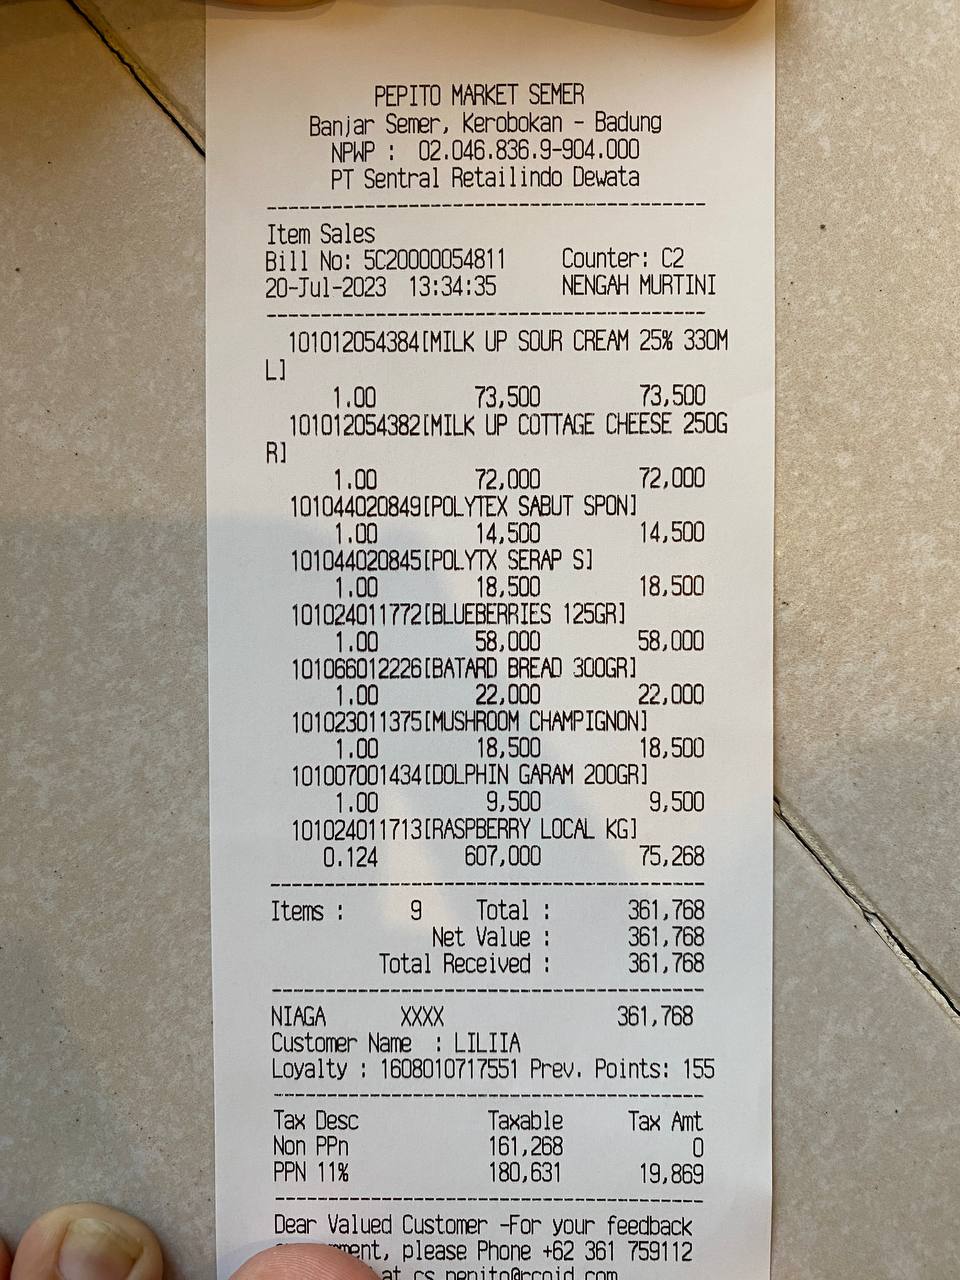 PEPITO MARKET SEMER
Banjar Semer, Kerobokan - Badung
NPWP : 02.046.836.9-904.000
PT Sentral Retailindo Dewata
Item Sales
Bill No: 5C20000054811 Counter: C2
20-Jul-2023 13:34:35 NENGAH MURTINI
101012054384[MILK UP SOUR CREAM 25% 330M
L]
1.00 73,500 73,500
101012054382[MILK UP COTTAGE CHEESE 250G
R]
1.00 72,000 72,000
101044020849[POLYTEX SABUT SPON]
1.00 14,500 14,500
101044020845[POLYTX SERAP S]
1.00 18,500 18,500
101024011772[BLUEBERRIES 125GR]
1.00 58,000 58,000
101066012226[BATARD BREAD 300GR]
1.00 22,000 22,000
101023011375[MUSHROOM CHAMPIGNON]
1.00 18,500 18,500
101007001434[DOLPHIN GARAM 200GR]
1.00 9,500 9,500
101024011713[RASPBERRY LOCAL KG]
0.124 607,000 75,268
Items : 9 Total : 361,768
Net Value : 361,768
Total Received : 361,768
NIAGA XXXX 361,768
Customer Name : LILIIA
Loyalty : 1608010717551 Prev. Points: 155
Tax Desc Taxable Tax Amt
Non PPn 161,268 0
PPN 11% 180,631 19,869
Dear Valued Customer -For your feedback
please Phone +62 361 759112
at cs.pepito@rcoid.com